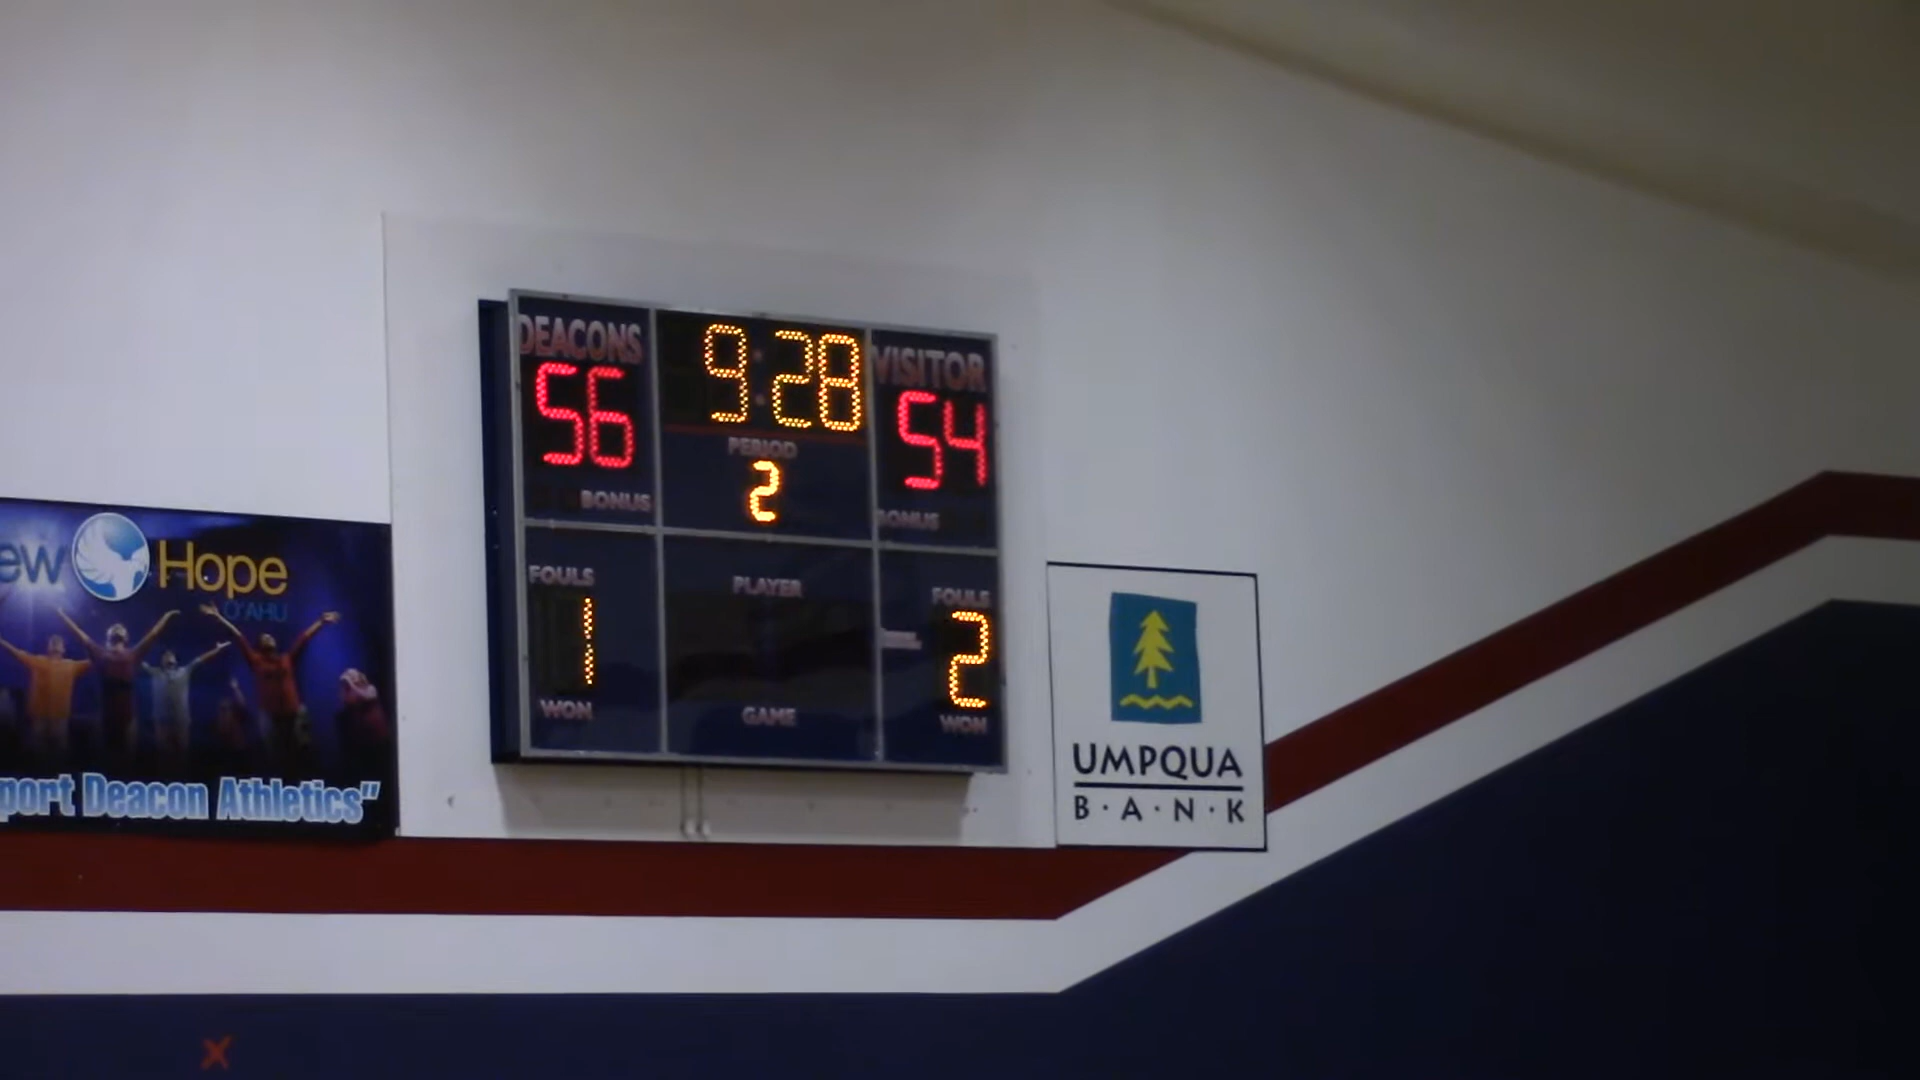 DEACONS 9:28 VISITOR
56 54
PERIOD
2
BONUS BONUS
FOULS PLAYER FOULS
1 2
WON GAME WON
ew Hope
O'AHU
port Deacon Athletics"
UMPQUA
B·A·N·K
X